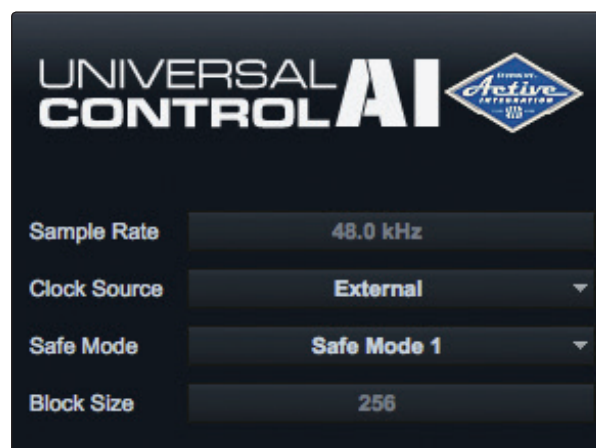 UNIVERSAL
CONTROL AI
Active
INTEGRATION
Sample Rate 48.0 kHz
Clock Source External
Safe Mode Safe Mode 1
Block Size 256